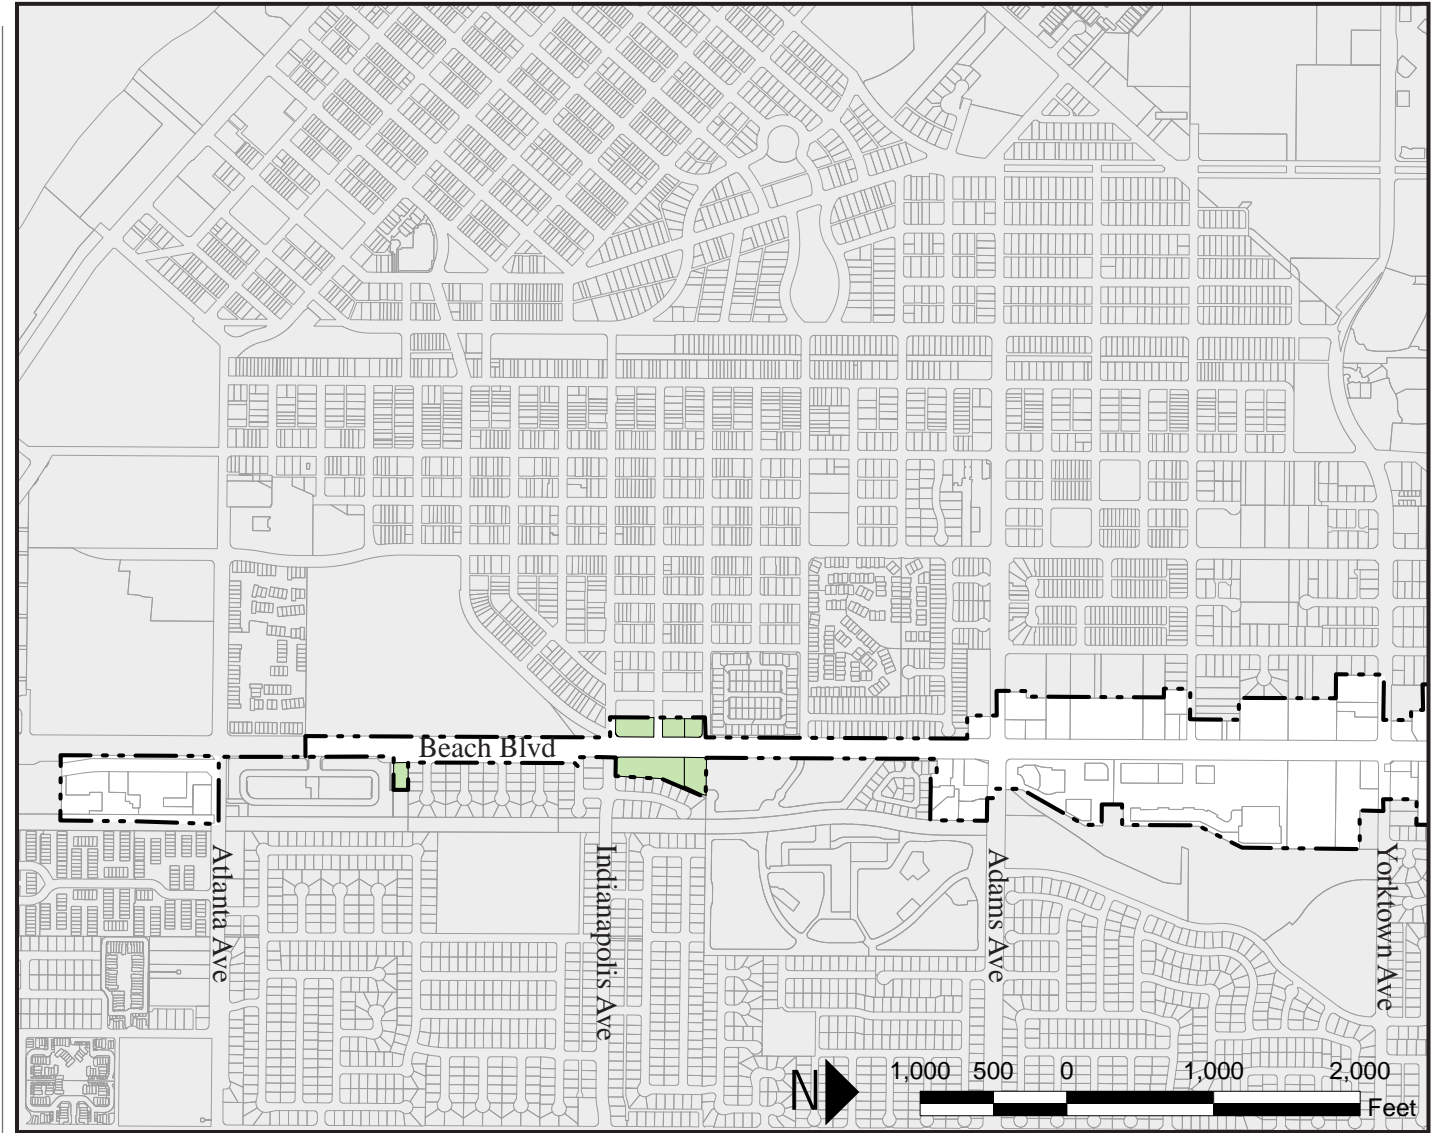 Beach Blvd
Atlanta Ave
Indianapolis Ave
Adams Ave
Yorktown Ave
N
1,000 500 0 1,000 2,000
Feet